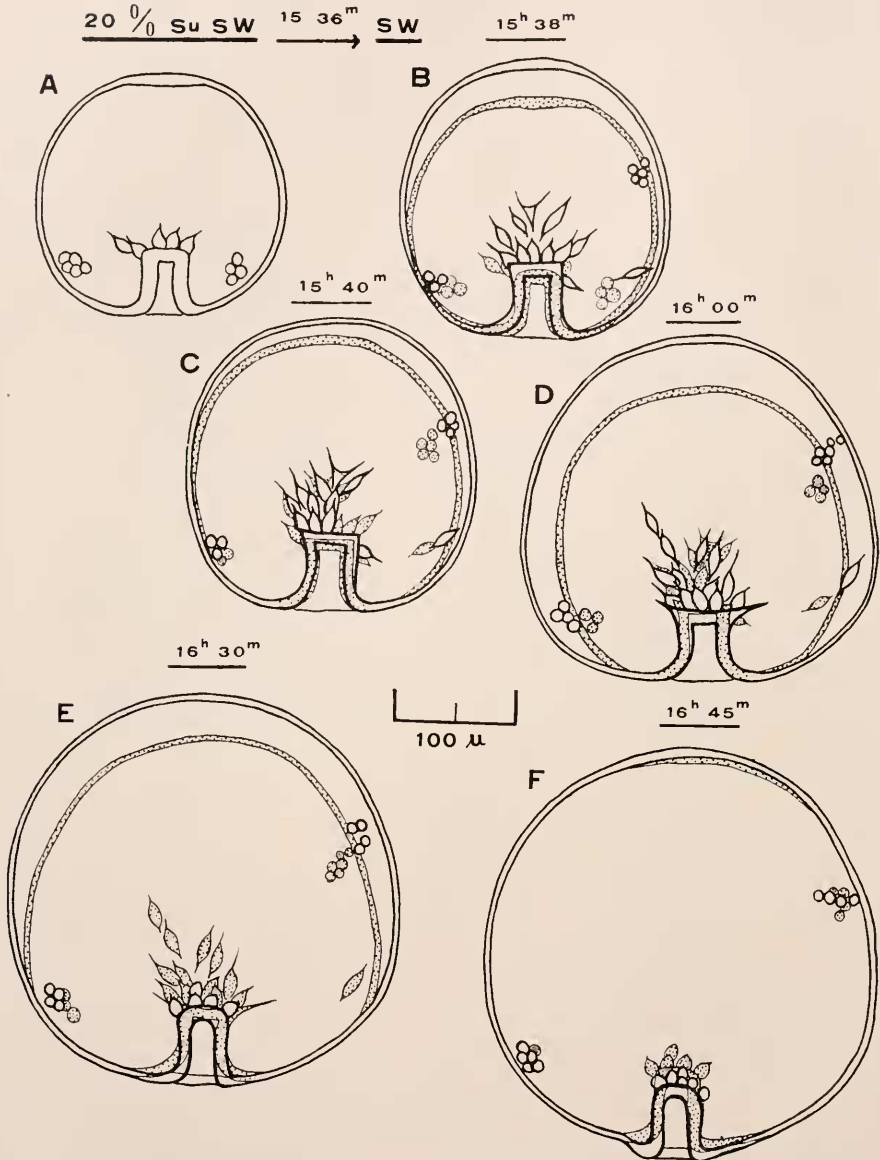 20 % Su SW 15 36ᵐ SW 15ʰ 38ᵐ
A
B
15ʰ 40ᵐ
16ʰ 00ᵐ
C
D
16ʰ 30ᵐ
E
100 µ
16ʰ 45ᵐ
F